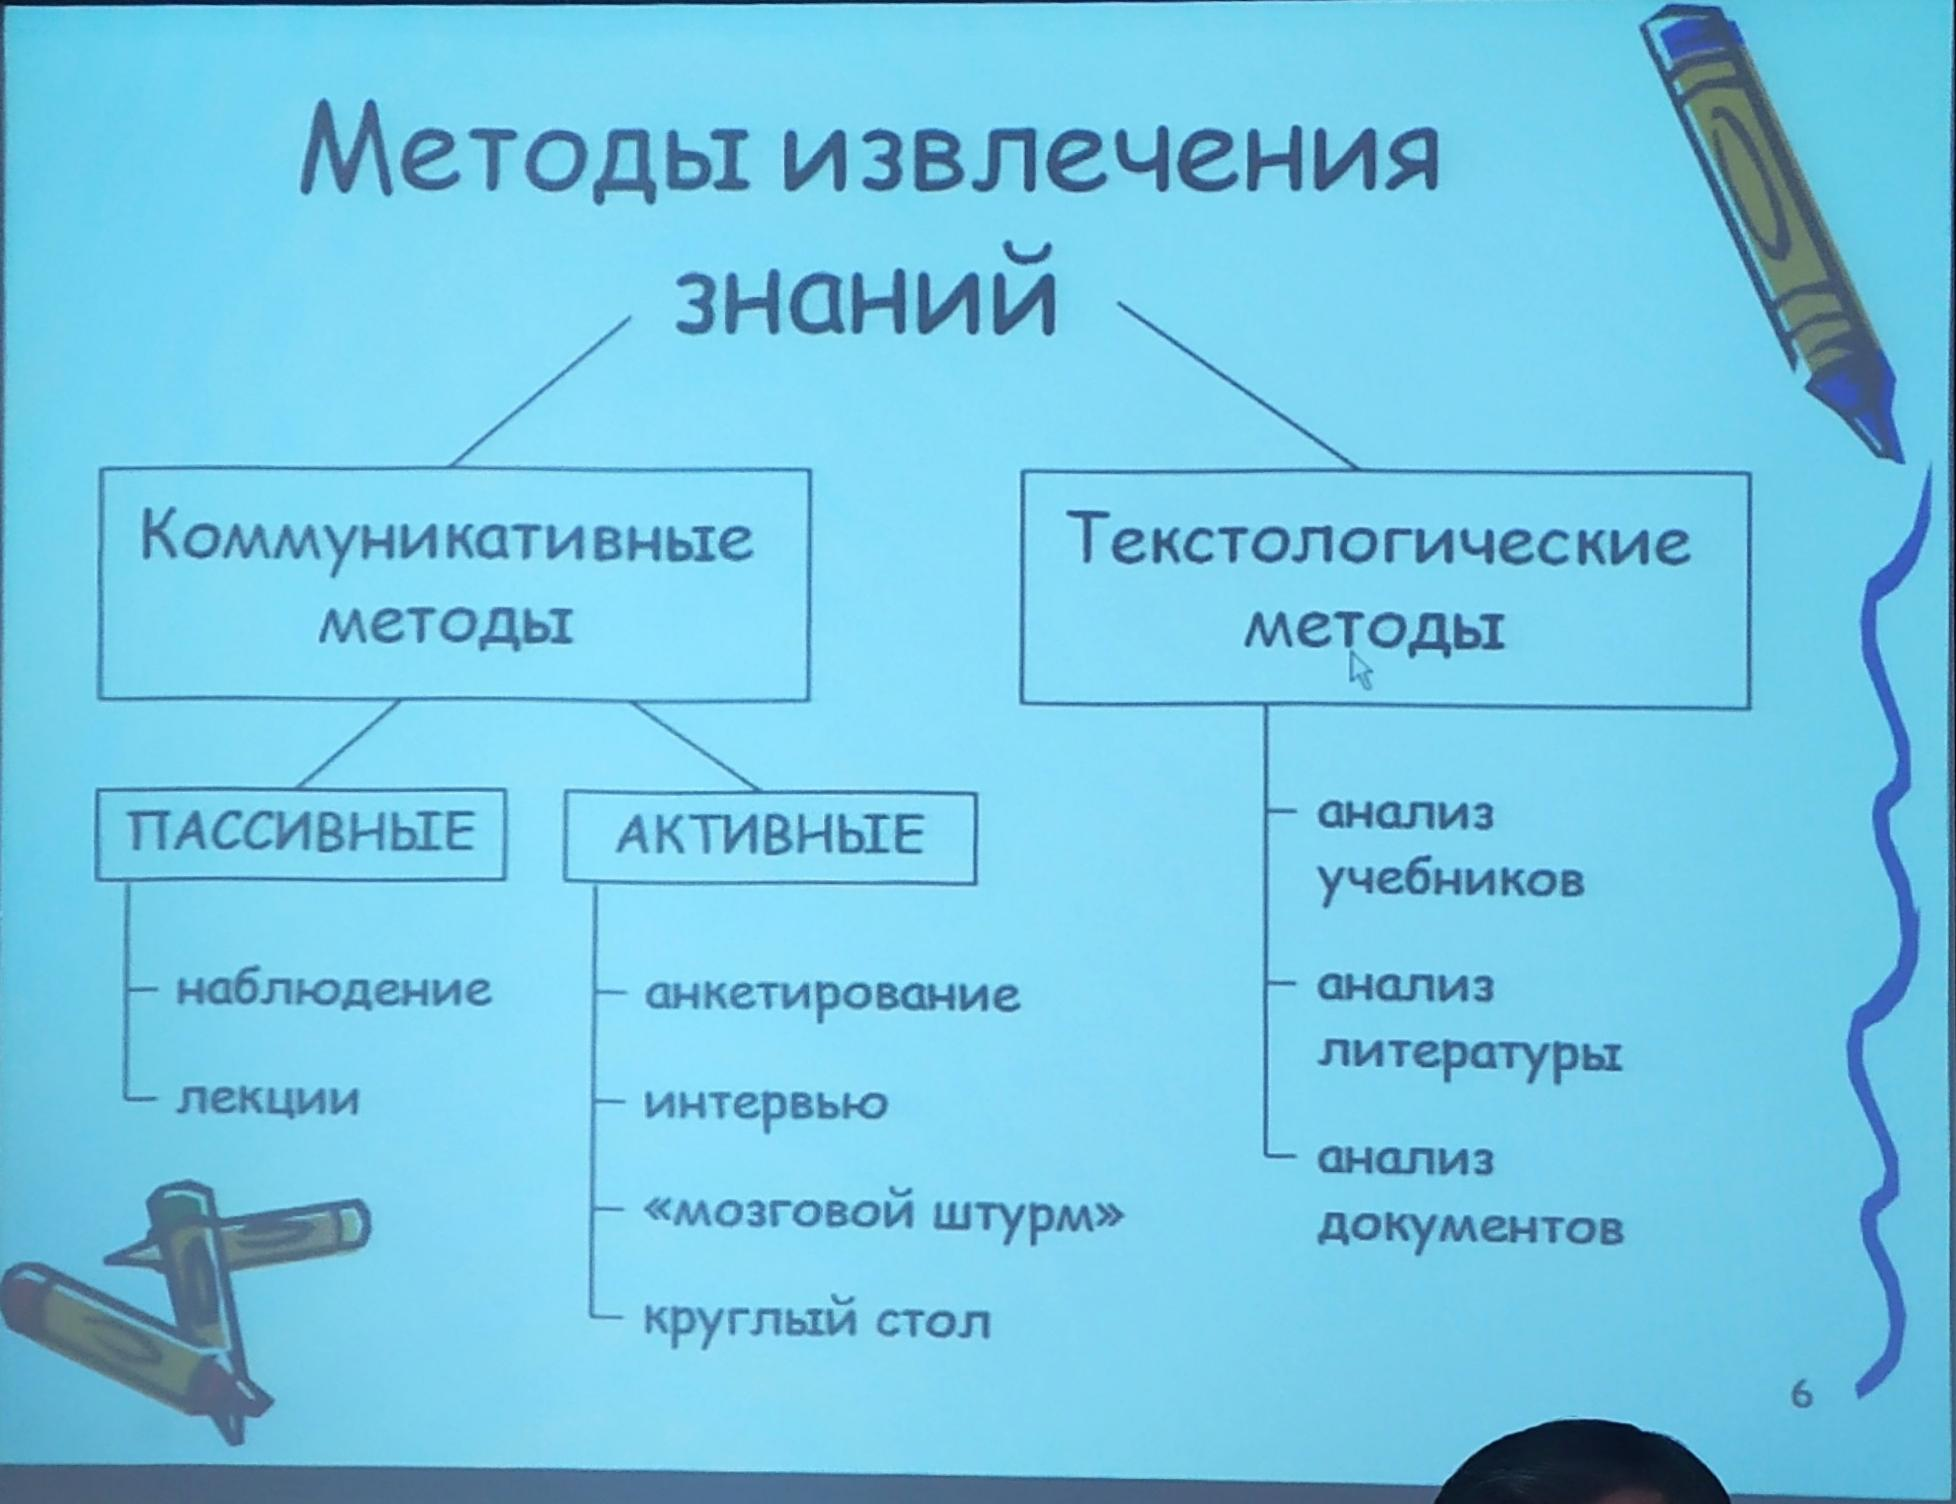 Методы извлечения
знаний
Коммуникативные
методы
Текстологические
методы
ПАССИВНЫЕ
АКТИВНЫЕ
наблюдение
лекции
анкетирование
интервью
«мозговой штурм»
круглый стол
анализ
учебников
анализ
литературы
анализ
документов
6